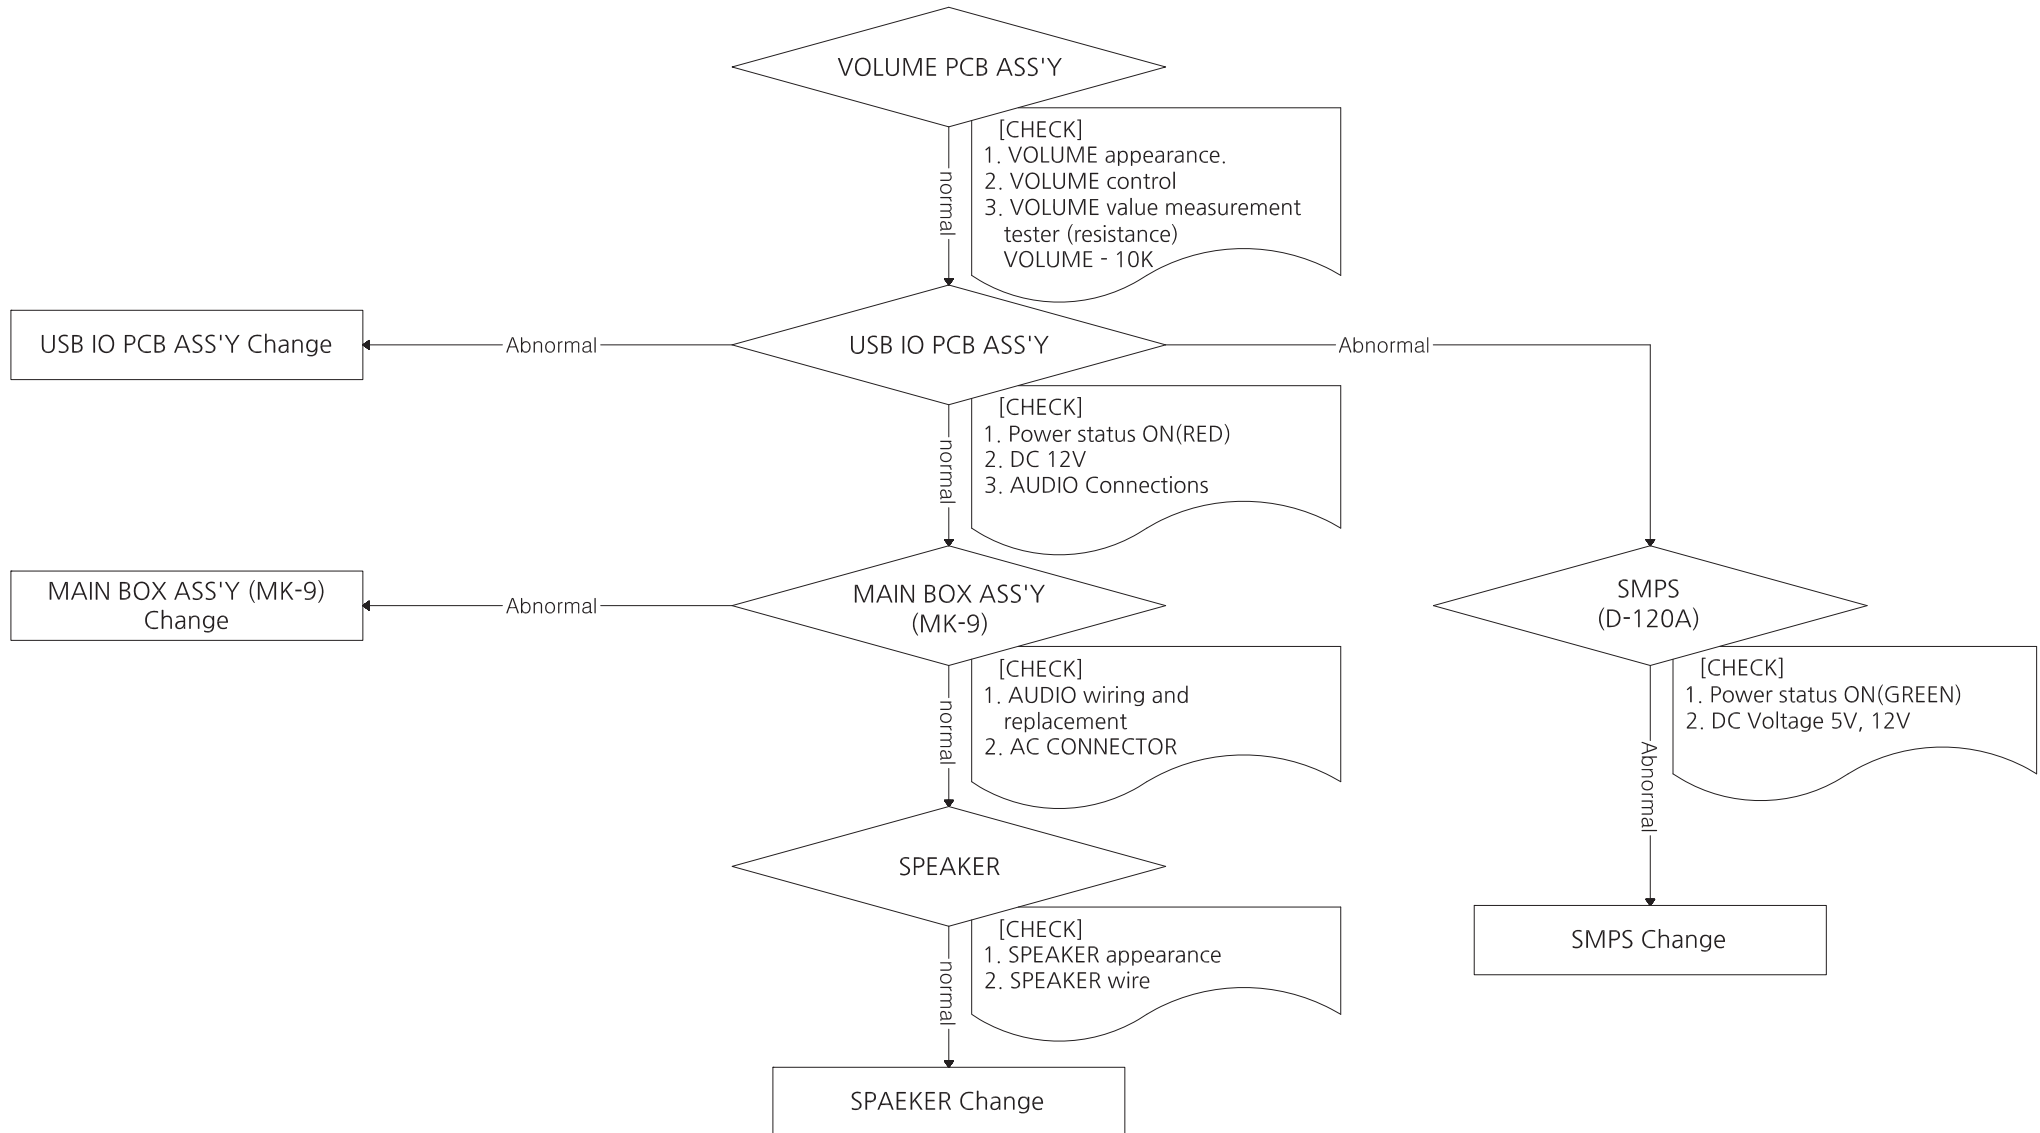 VOLUME PCB ASS'Y
[CHECK]
1. VOLUME appearance.
2. VOLUME control
3. VOLUME value measurement
tester (resistance)
VOLUME - 10K
normal
USB IO PCB ASS'Y Change
Abnormal
USB IO PCB ASS'Y
Abnormal
[CHECK]
1. Power status ON(RED)
2. DC 12V
3. AUDIO Connections
normal
MAIN BOX ASS'Y (MK-9)
Change
Abnormal
MAIN BOX ASS'Y
(MK-9)
SMPS
(D-120A)
[CHECK]
1. AUDIO wiring and
replacement
2. AC CONNECTOR
normal
[CHECK]
1. Power status ON(GREEN)
2. DC Voltage 5V, 12V
Abnormal
SPEAKER
[CHECK]
1. SPEAKER appearance
2. SPEAKER wire
normal
SMPS Change
SPAEKER Change